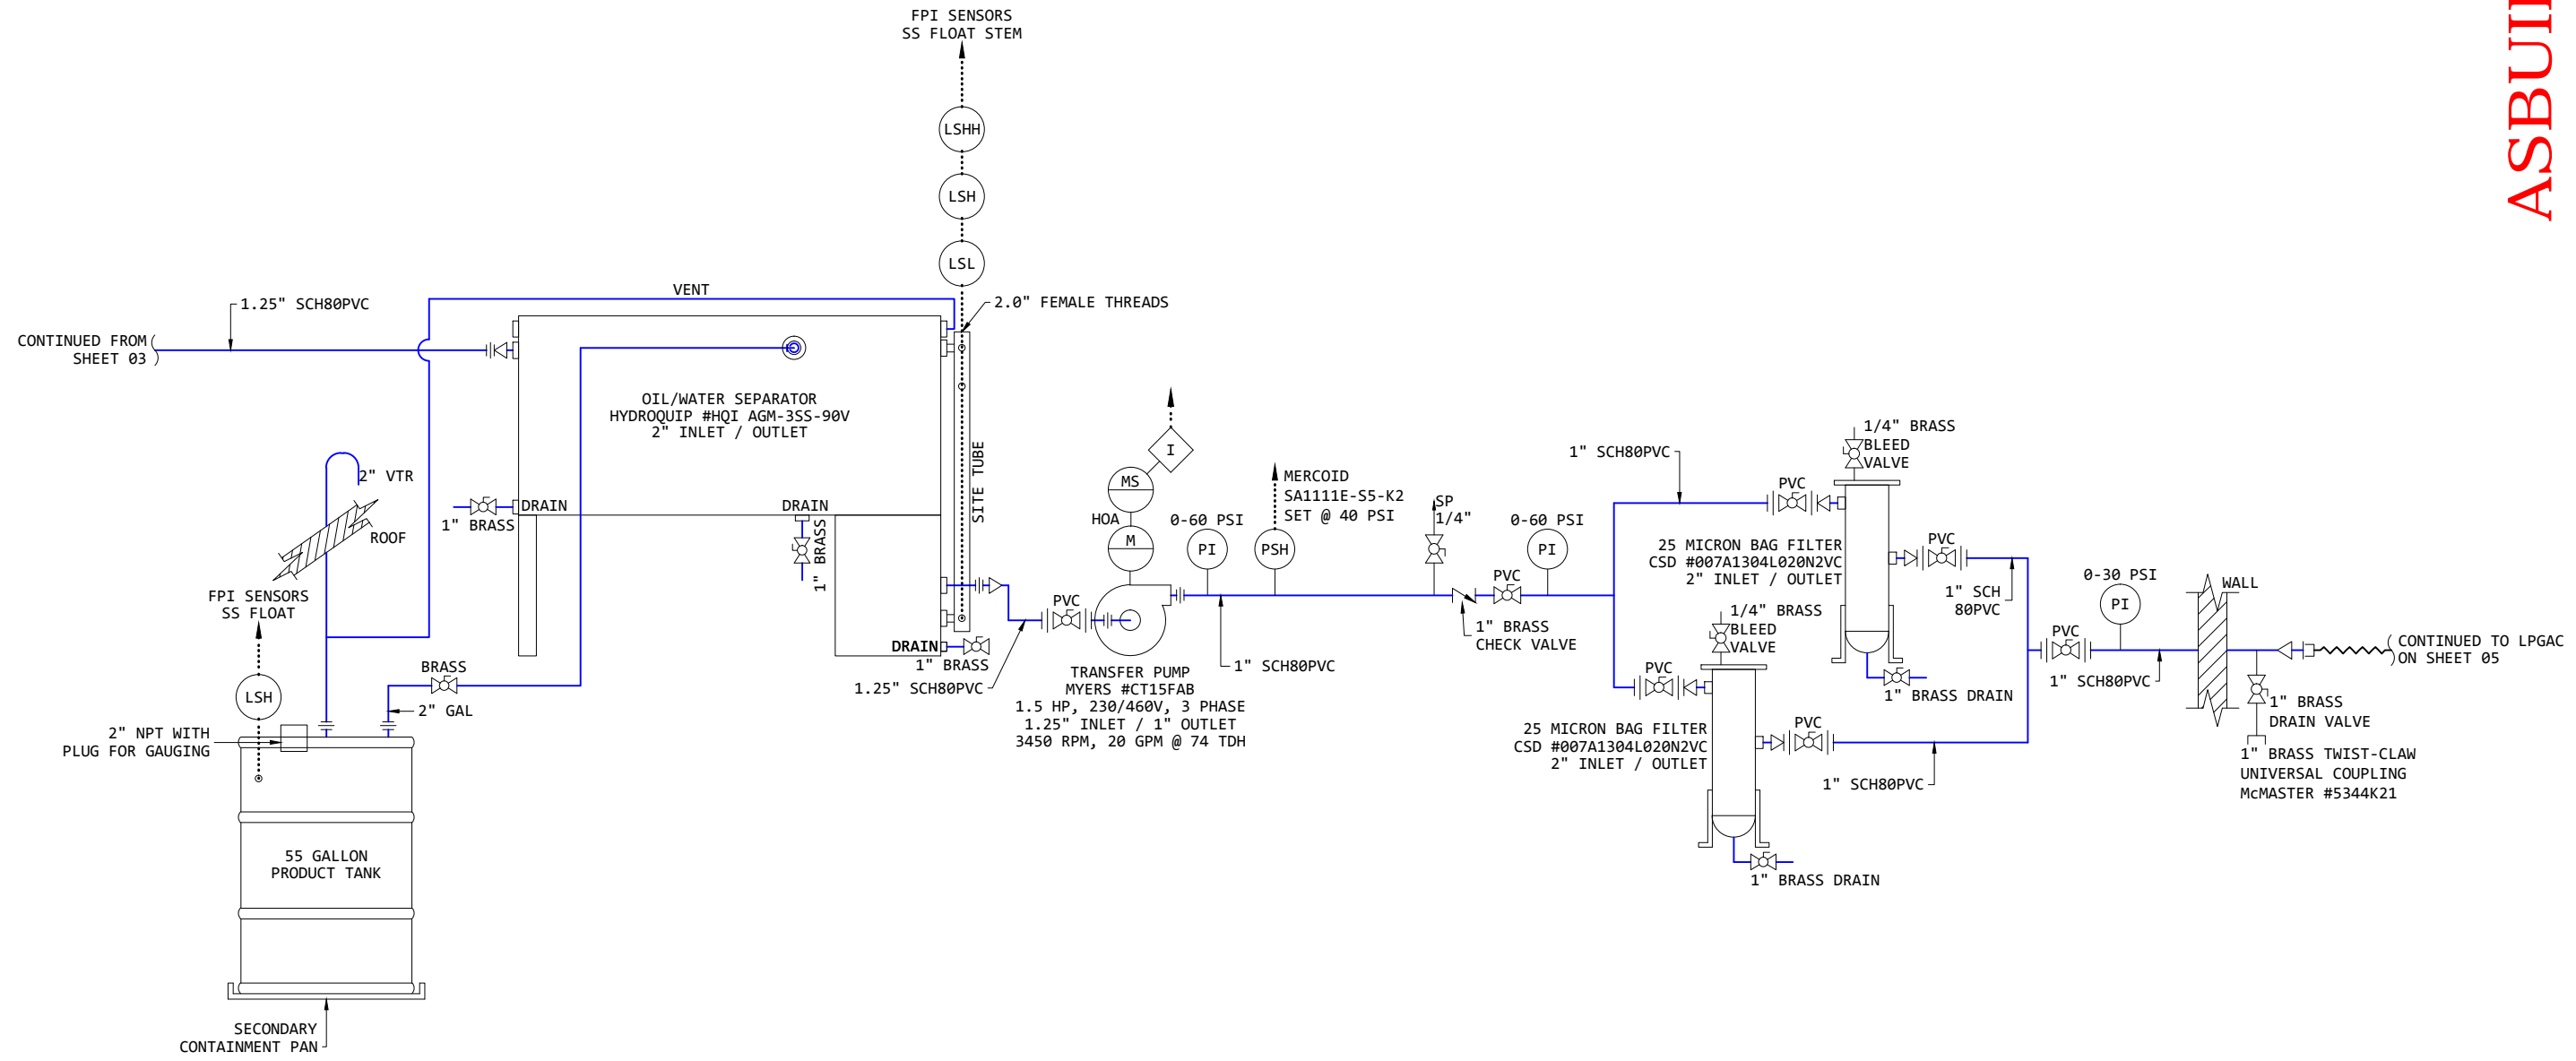 FPI SENSORS
SS FLOAT STEM
ASBUIL
LSHH
LSH
LSL
VENT
1.25" SCH80PVC
2.0" FEMALE THREADS
CONTINUED FROM
SHEET 03
OIL/WATER SEPARATOR
HYDROQUIP #HQI AGM-3SS-90V
2" INLET / OUTLET
SITE TUBE
2" VTR
ROOF
DRAIN
1" BRASS
DRAIN
1" BRASS
DRAIN
1" BRASS
FPI SENSORS
SS FLOAT
LSH
BRASS
2" GAL
2" NPT WITH
PLUG FOR GAUGING
55 GALLON
PRODUCT TANK
SECONDARY
CONTAINMENT PAN
1.25" SCH80PVC
PVC
I
MS
HOA
M
TRANSFER PUMP
MYERS #CT15FAB
1.5 HP, 230/460V, 3 PHASE
1.25" INLET / 1" OUTLET
3450 RPM, 20 GPM @ 74 TDH
0-60 PSI
PI
1" SCH80PVC
MERCOID
SA1111E-S5-K2
SET @ 40 PSI
PSH
SP
1/4"
1" BRASS
CHECK VALVE
PVC
0-60 PSI
PI
1" SCH80PVC
PVC
1/4" BRASS
BLEED
VALVE
25 MICRON BAG FILTER
CSD #007A1304L020N2VC
2" INLET / OUTLET
PVC
1" SCH
80PVC
1" BRASS DRAIN
1/4" BRASS
BLEED
VALVE
PVC
25 MICRON BAG FILTER
CSD #007A1304L020N2VC
2" INLET / OUTLET
PVC
1" SCH80PVC
1" BRASS DRAIN
PVC
0-30 PSI
PI
1" SCH80PVC
WALL
CONTINUED TO LPGAC
ON SHEET 05
1" BRASS
DRAIN VALVE
1" BRASS TWIST-CLAW
UNIVERSAL COUPLING
McMASTER #5344K21